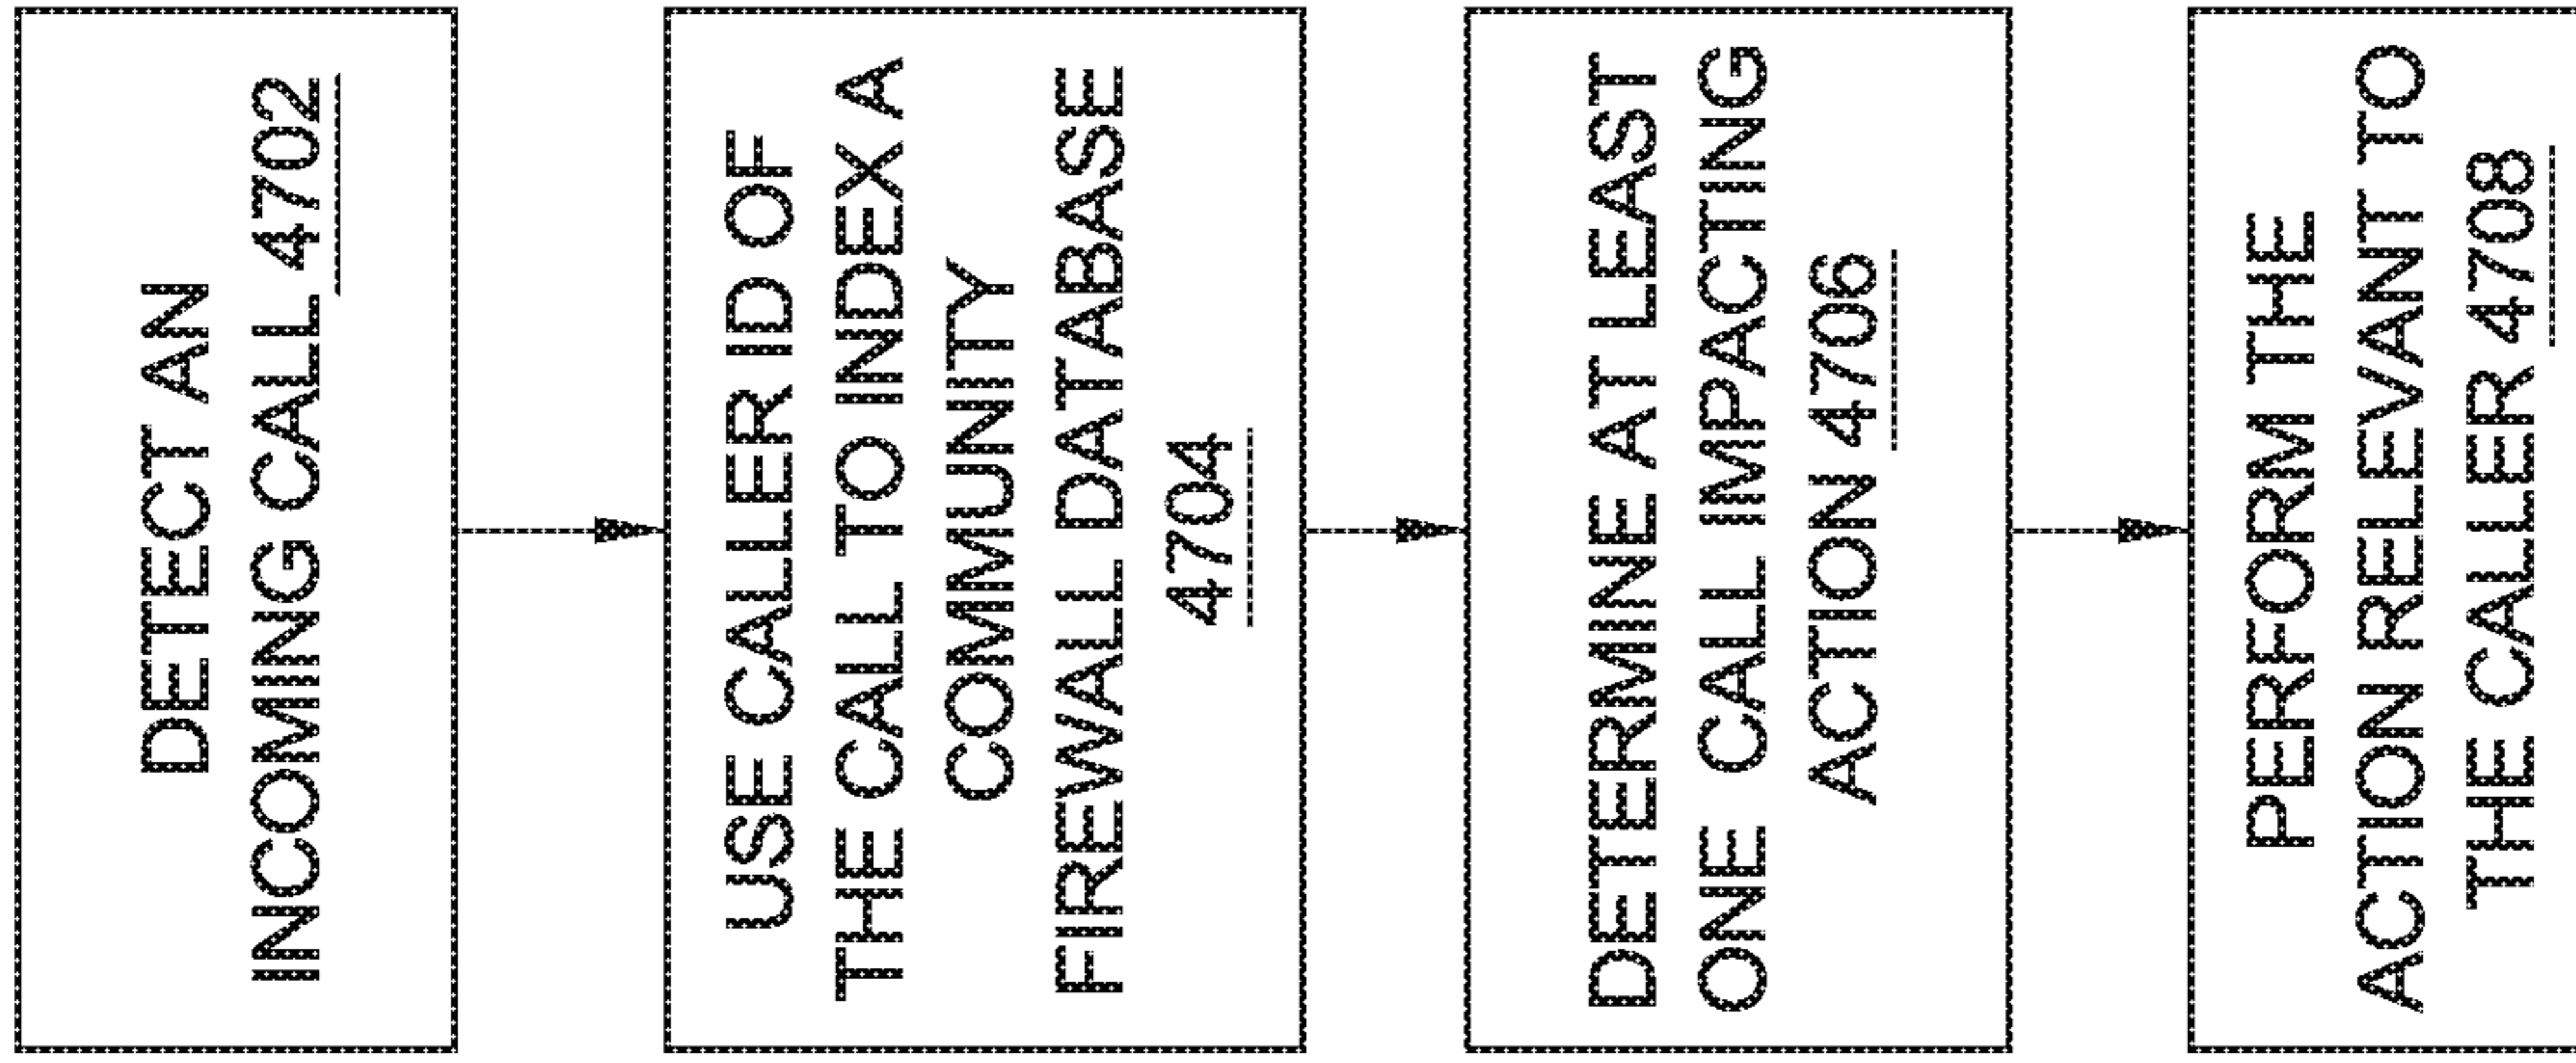 DETECT AN
INCOMING CALL 4702
USE CALLER ID OF
THE CALL TO INDEX A
COMMUNITY
FIREWALL DATABASE
4704
DETERMINE AT LEAST
ONE CALL IMPACTING
ACTION 4706
PERFORM THE
ACTION RELEVANT TO
THE CALLER 4708